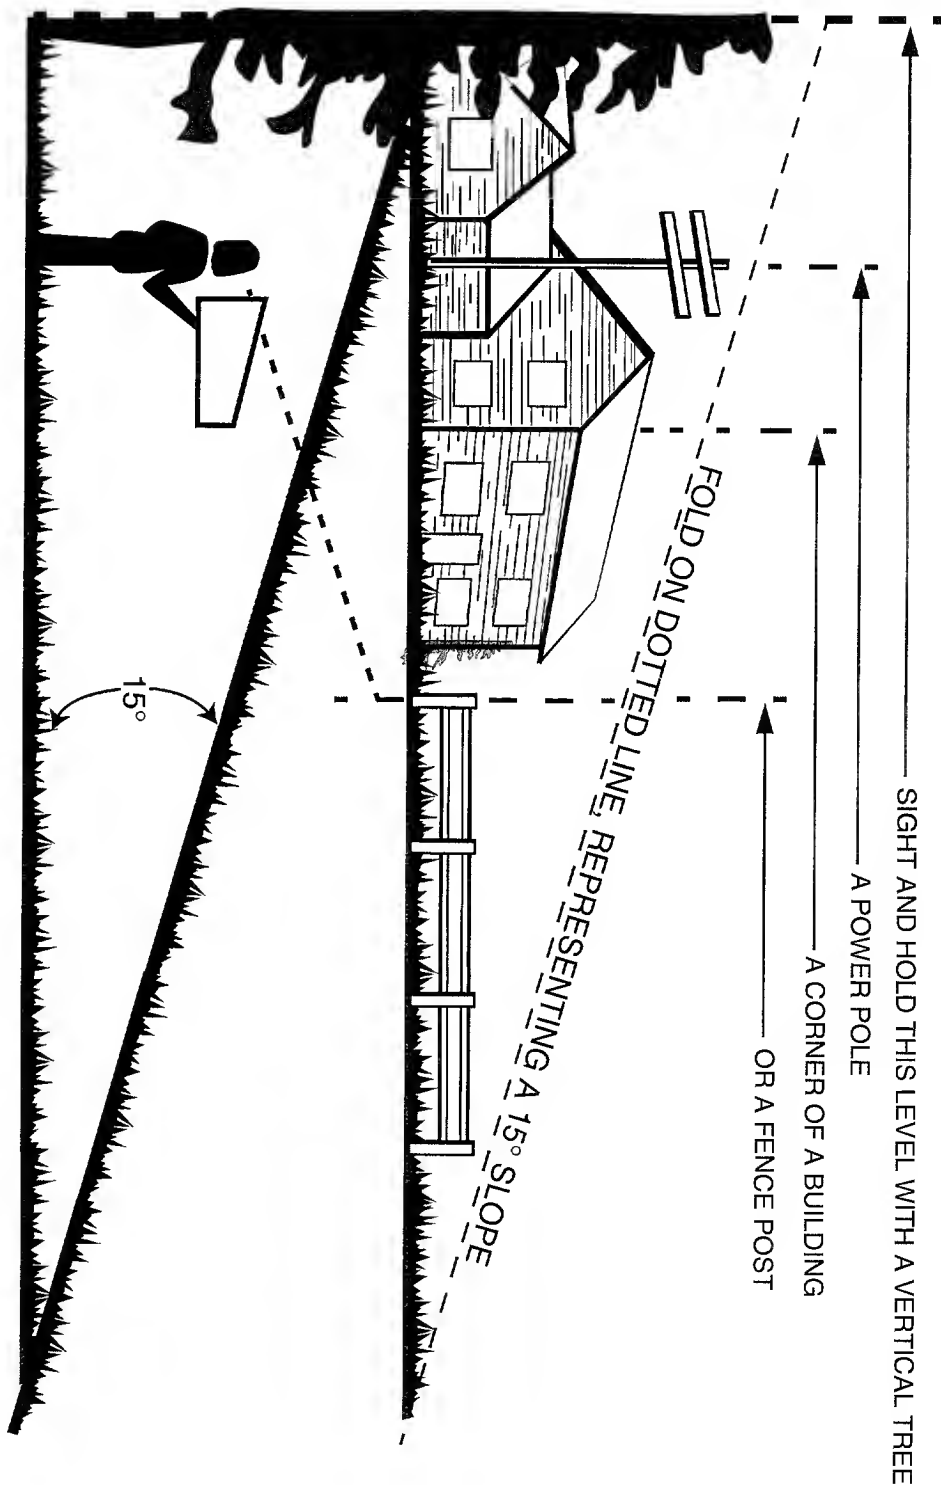 SIGHT AND HOLD THIS LEVEL WITH A VERTICAL TREE
A POWER POLE
A CORNER OF A BUILDING
OR A FENCE POST
FOLD ON DOTTED LINE, REPRESENTING A 15° SLOPE
15°